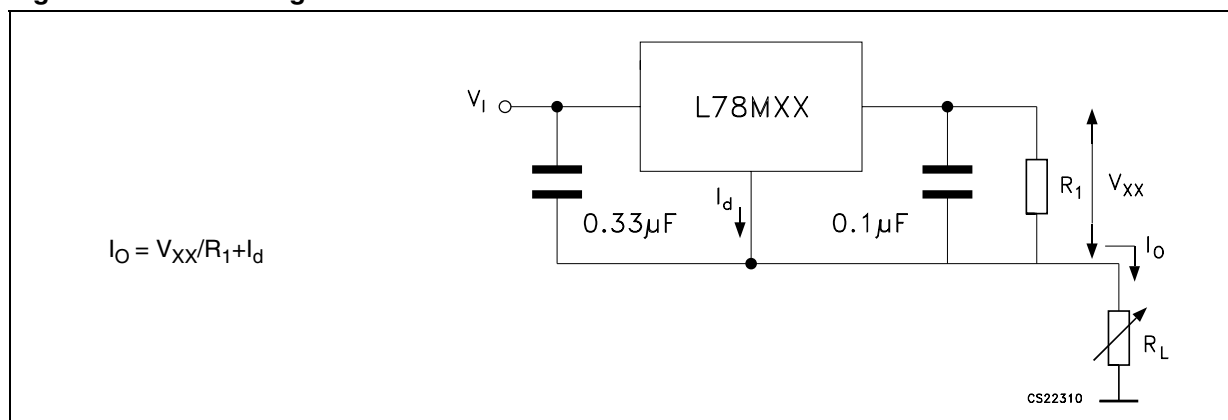 V_I
L78MXX
I_d
0.33µF
0.1µF
R_1
V_XX
I_O = V_XX/R_1+I_d
I_O
R_L
CS22310